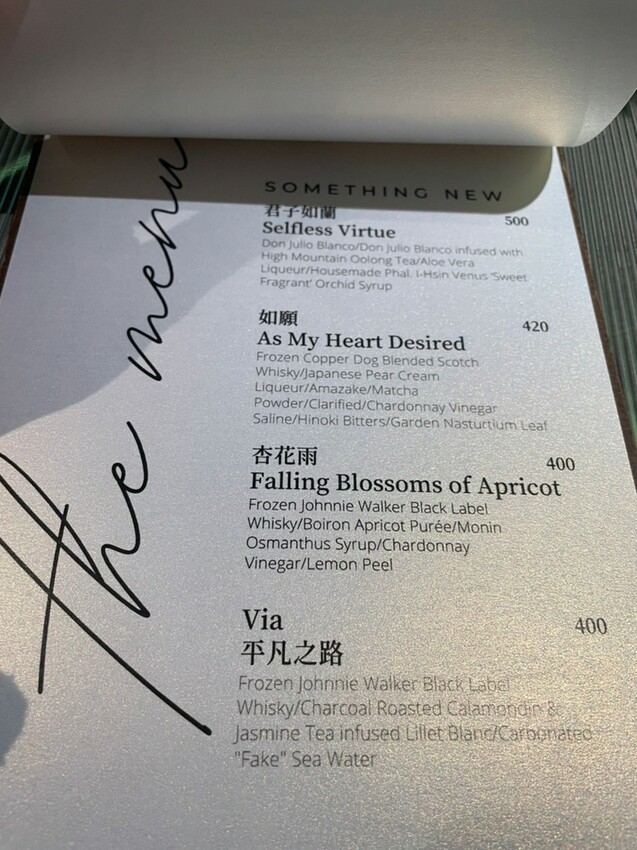 the menu
SOMETHING NEW
君子如蘭
Selfless Virtue
500
Don Julio Blanco/Don Julio Blanco infused with
High Mountain Oolong Tea/Aloe Vera
Liqueur/Housemade Phal. I-Hsin Venus 'Sweet
Fragrant' Orchid Syrup
如願
As My Heart Desired
420
Frozen Copper Dog Blended Scotch
Whisky/Japanese Pear Cream
Liqueur/Amazake/Matcha
Powder/Clarified/Chardonnay Vinegar
Saline/Hinoki Bitters/Garden Nasturtium Leaf
杏花雨
Falling Blossoms of Apricot
400
Frozen Johnnie Walker Black Label
Whisky/Boiron Apricot Purée/Monin
Osmanthus Syrup/Chardonnay
Vinegar/Lemon Peel
Via
400
平凡之路
Frozen Johnnie Walker Black Label
Whisky/Charcoal Roasted Calamondin &
Jasmine Tea infused Lillet Blanc/Carbonated
"Fake" Sea Water